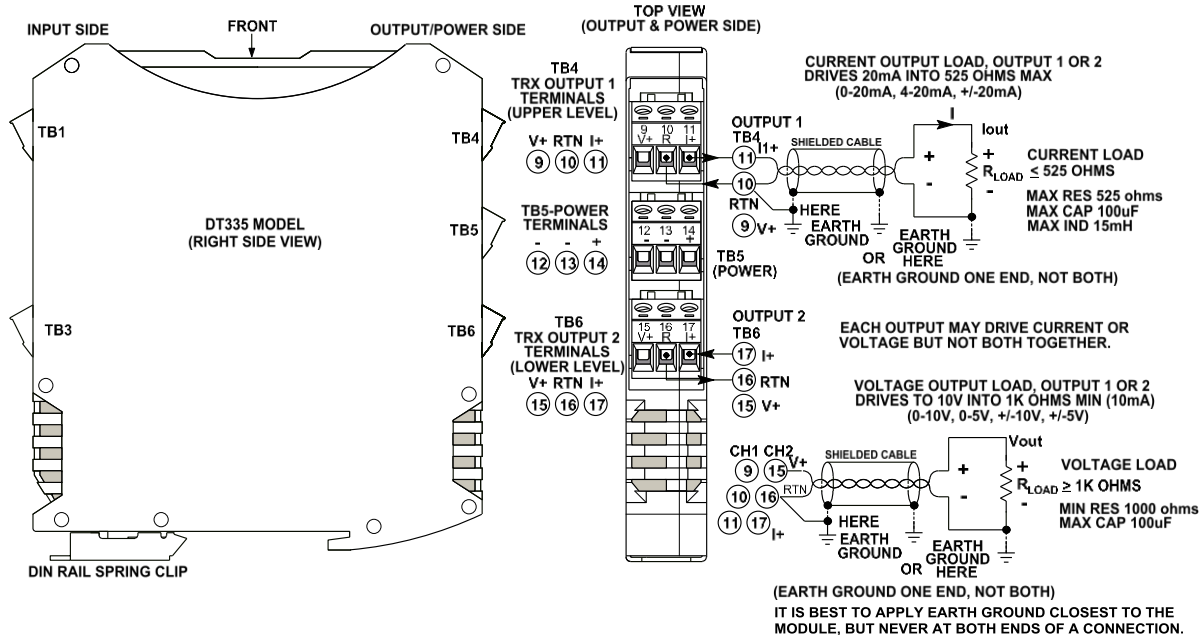 INPUT SIDE
FRONT
OUTPUT/POWER SIDE
TB1
TB4
DT335 MODEL
(RIGHT SIDE VIEW)
TB5
TB3
TB6
DIN RAIL SPRING CLIP
TB4
TRX OUTPUT 1
TERMINALS
(UPPER LEVEL)
V+ RTN I+
9 10 11
TB5-POWER
TERMINALS
- - +
12 13 14
TB6
TRX OUTPUT 2
TERMINALS
(LOWER LEVEL)
V+ RTN I+
15 16 17
TOP VIEW
(OUTPUT & POWER SIDE)
9 10 11
V+ R I+
12 13 14
- - +
15 16 17
V+ R I+
OUTPUT 1
TB4
11 I1+
10
RTN
9 V+
TB5
(POWER)
OUTPUT 2
TB6
17 I+
16 RTN
15 V+
CURRENT OUTPUT LOAD, OUTPUT 1 OR 2
DRIVES 20mA INTO 525 OHMS MAX
(0-20mA, 4-20mA, +/-20mA)
SHIELDED CABLE
I
Iout
+
-
+
RLOAD
-
CURRENT LOAD
≤ 525 OHMS
MAX RES 525 ohms
MAX CAP 100uF
MAX IND 15mH
HERE
EARTH
GROUND
OR
EARTH
GROUND
HERE
(EARTH GROUND ONE END, NOT BOTH)
EACH OUTPUT MAY DRIVE CURRENT OR
VOLTAGE BUT NOT BOTH TOGETHER.
VOLTAGE OUTPUT LOAD, OUTPUT 1 OR 2
DRIVES TO 10V INTO 1K OHMS MIN (10mA)
(0-10V, 0-5V, +/-10V, +/-5V)
CH1 CH2
9 15 V+
10 16 RTN
11 17 I+
SHIELDED CABLE
Vout
+
-
+
RLOAD
-
VOLTAGE LOAD
≥ 1K OHMS
MIN RES 1000 ohms
MAX CAP 100uF
HERE
EARTH
GROUND
OR
EARTH
GROUND
HERE
(EARTH GROUND ONE END, NOT BOTH)
IT IS BEST TO APPLY EARTH GROUND CLOSEST TO THE
MODULE, BUT NEVER AT BOTH ENDS OF A CONNECTION.